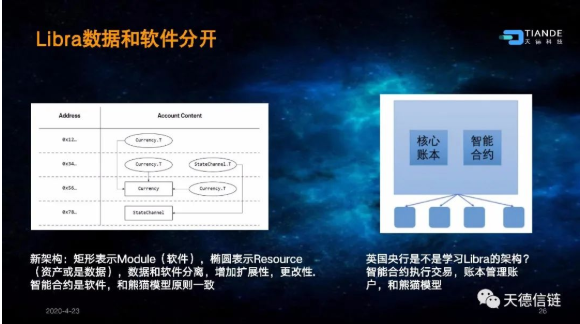 Libra数据和软件分开
TIANDE
天德科技
Address
Account Content
0x12…
Currency.T
0x34…
Currency.T
StateChannel.T
0x56…
Currency
Currency.T
0x78…
StateChannel
核心
账本
智能
合约
新架构:矩形表示Module(软件),椭圆表示Resource
(资产或是数据),数据和软件分离,增加扩展性,更改性.
智能合约是软件,和熊猫模型原则一致
英国央行是不是学习Libra的架构?
智能合约执行交易,账本管理账
户,和熊猫模型
2020-4-23
天德信链
26